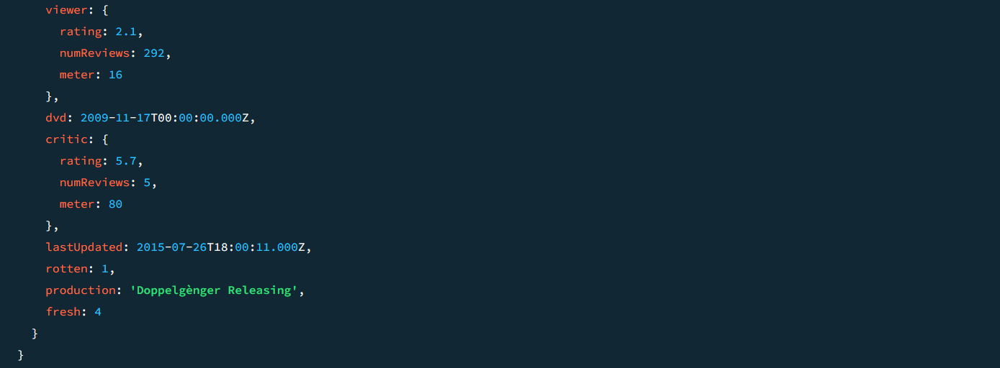 viewer: {
rating: 2.1,
numReviews: 292,
meter: 16
},
dvd: 2009-11-17T00:00:00.000Z,
critic: {
rating: 5.7,
numReviews: 5,
meter: 80
},
lastUpdated: 2015-07-26T18:00:11.000Z,
rotten: 1,
production: 'Doppelgènger Releasing',
fresh: 4
}
}